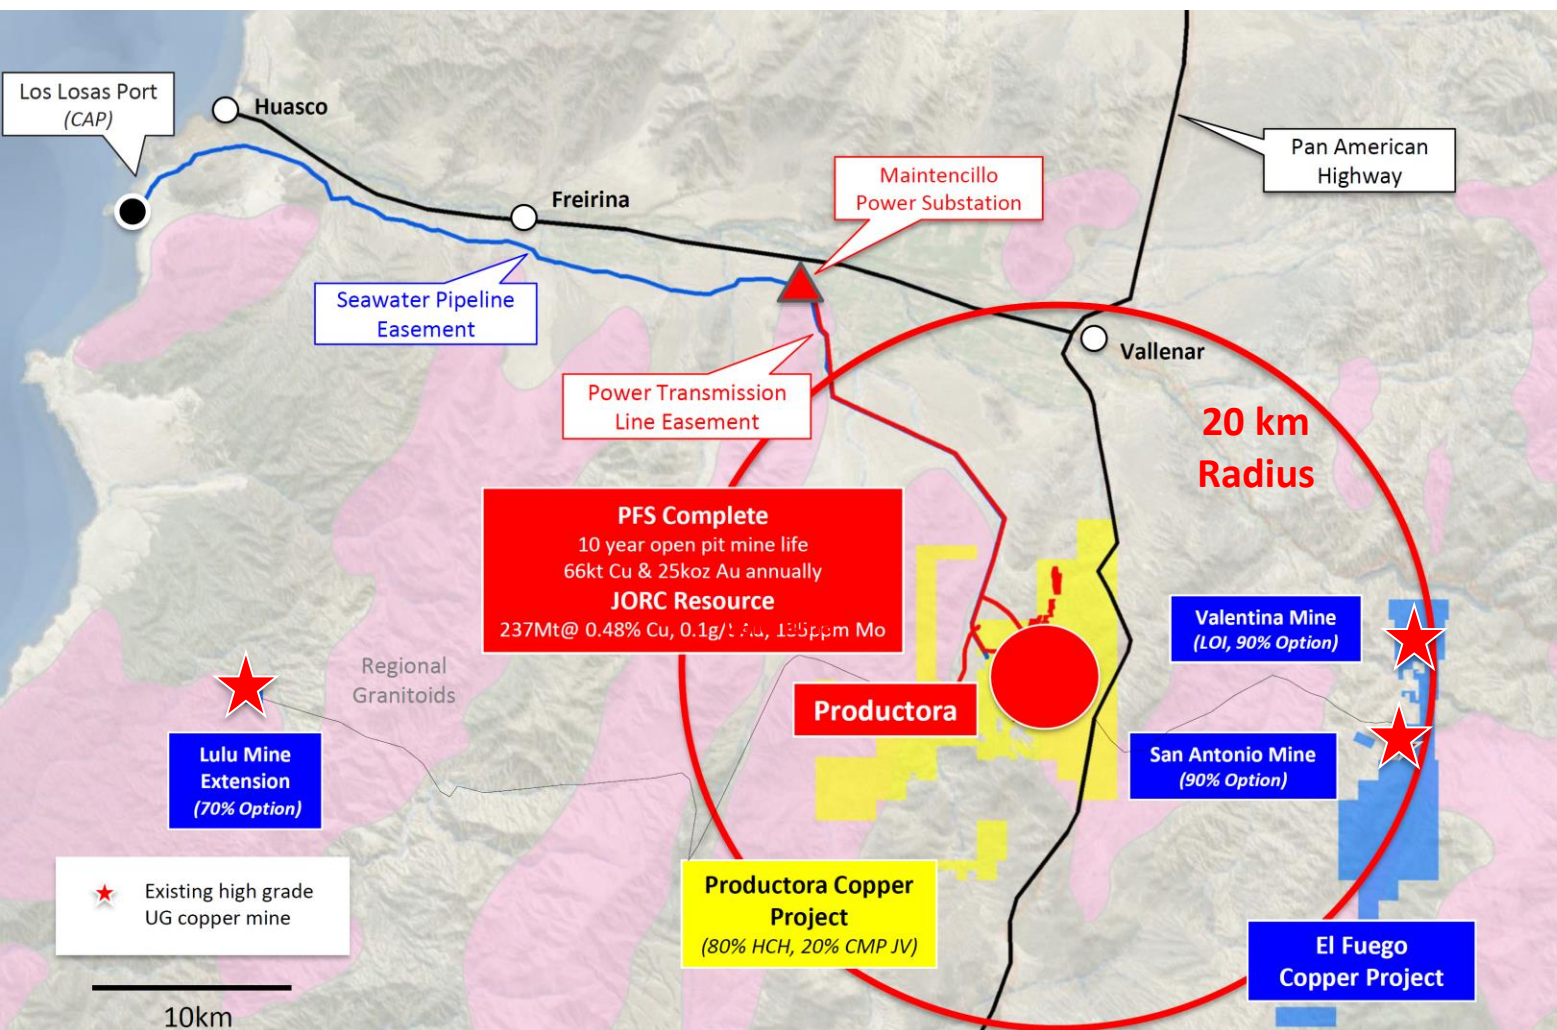 Los Losas Port
(CAP)
Huasco
Freirina
Maintencillo
Power Substation
Pan American
Highway
Seawater Pipeline
Easement
Vallenar
Power Transmission
Line Easement
20 km
Radius
PFS Complete
10 year open pit mine life
66kt Cu & 25koz Au annually
JORC Resource
237Mt@ 0.48% Cu, 0.1g/t Au, 135ppm Mo
Valentina Mine
(LOI, 90% Option)
Regional
Granitoids
Productora
Lulu Mine
Extension
(70% Option)
San Antonio Mine
(90% Option)
Existing high grade
UG copper mine
Productora Copper
Project
(80% HCH, 20% CMP JV)
El Fuego
Copper Project
10km